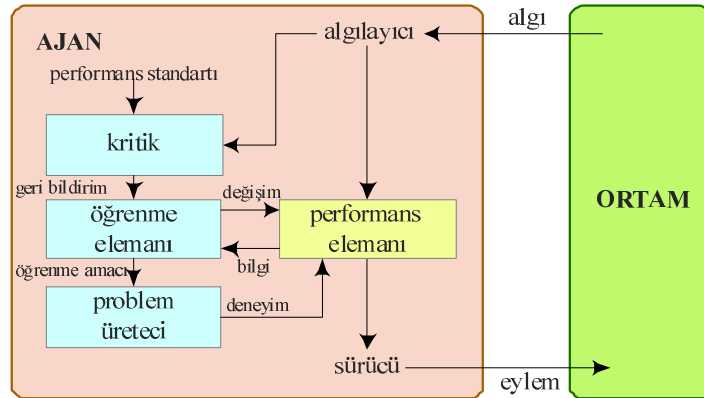 AJAN
algılayıcı
algı
performans standartı
kritik
geri bildirim
değişim
öğrenme
elemanı
performans
elemanı
ORTAM
bilgi
öğrenme amacı
problem
üreteci
deneyim
sürücü
eylem